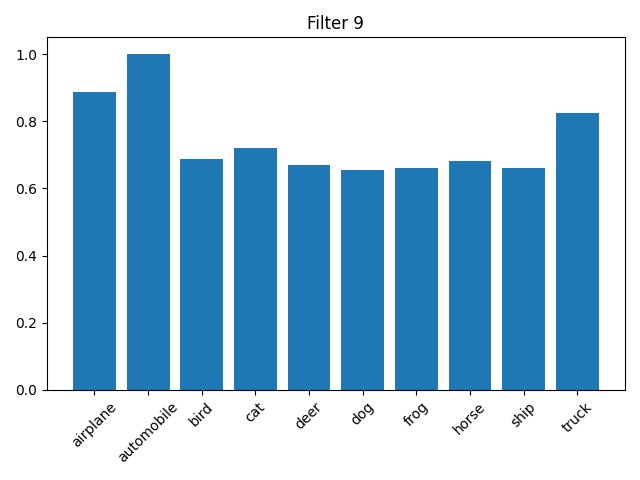 Filter 9
1.0
0.8
0.6
0.4
0.2
0.0
airplane
automobile
bird
cat
deer
dog
frog
horse
ship
truck